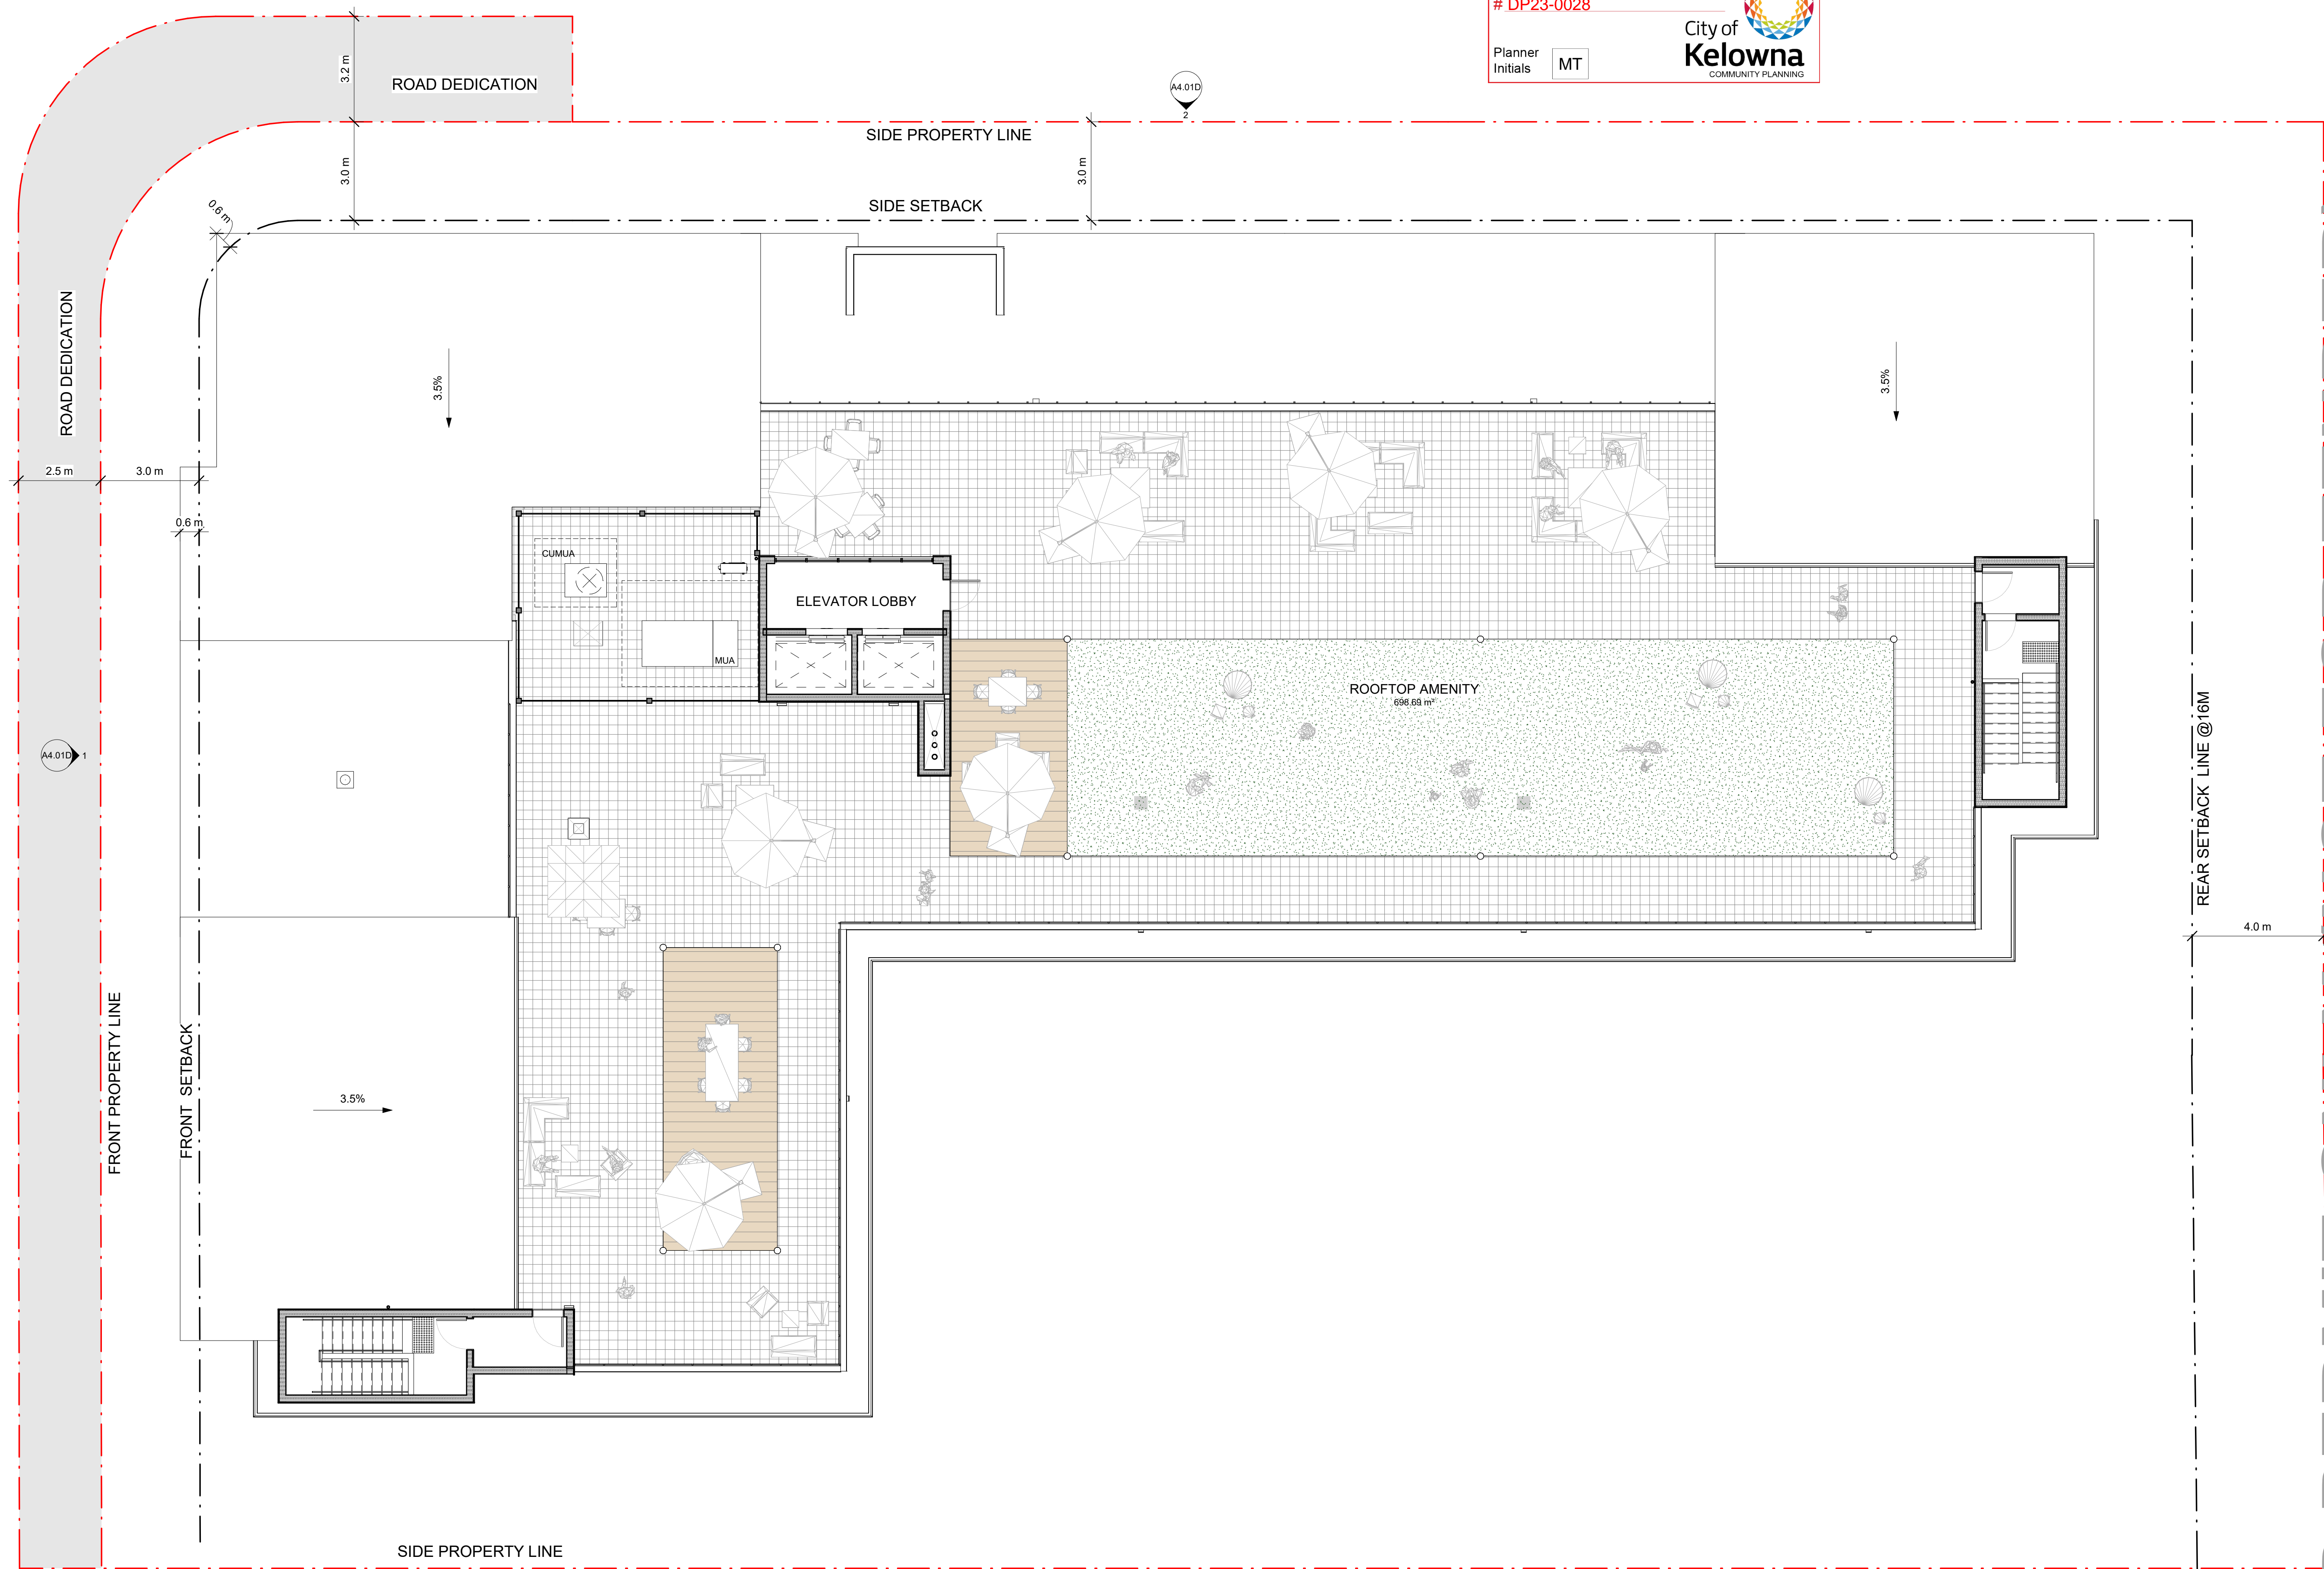 # DP23-0028
City of
Kelowna
COMMUNITY PLANNING
Planner
Initials
MT
3.2 m
ROAD DEDICATION
A4.01D
2
SIDE PROPERTY LINE
3.0 m
3.0 m
SIDE SETBACK
0.6 m
ROAD DEDICATION
3.5%
3.5%
2.5 m
3.0 m
0.6 m
CUMUA
ELEVATOR LOBBY
MUA
ROOFTOP AMENITY
698.69 m²
A4.01D
1
REAR SETBACK LINE @16M
4.0 m
FRONT PROPERTY LINE
FRONT SETBACK
3.5%
SIDE PROPERTY LINE